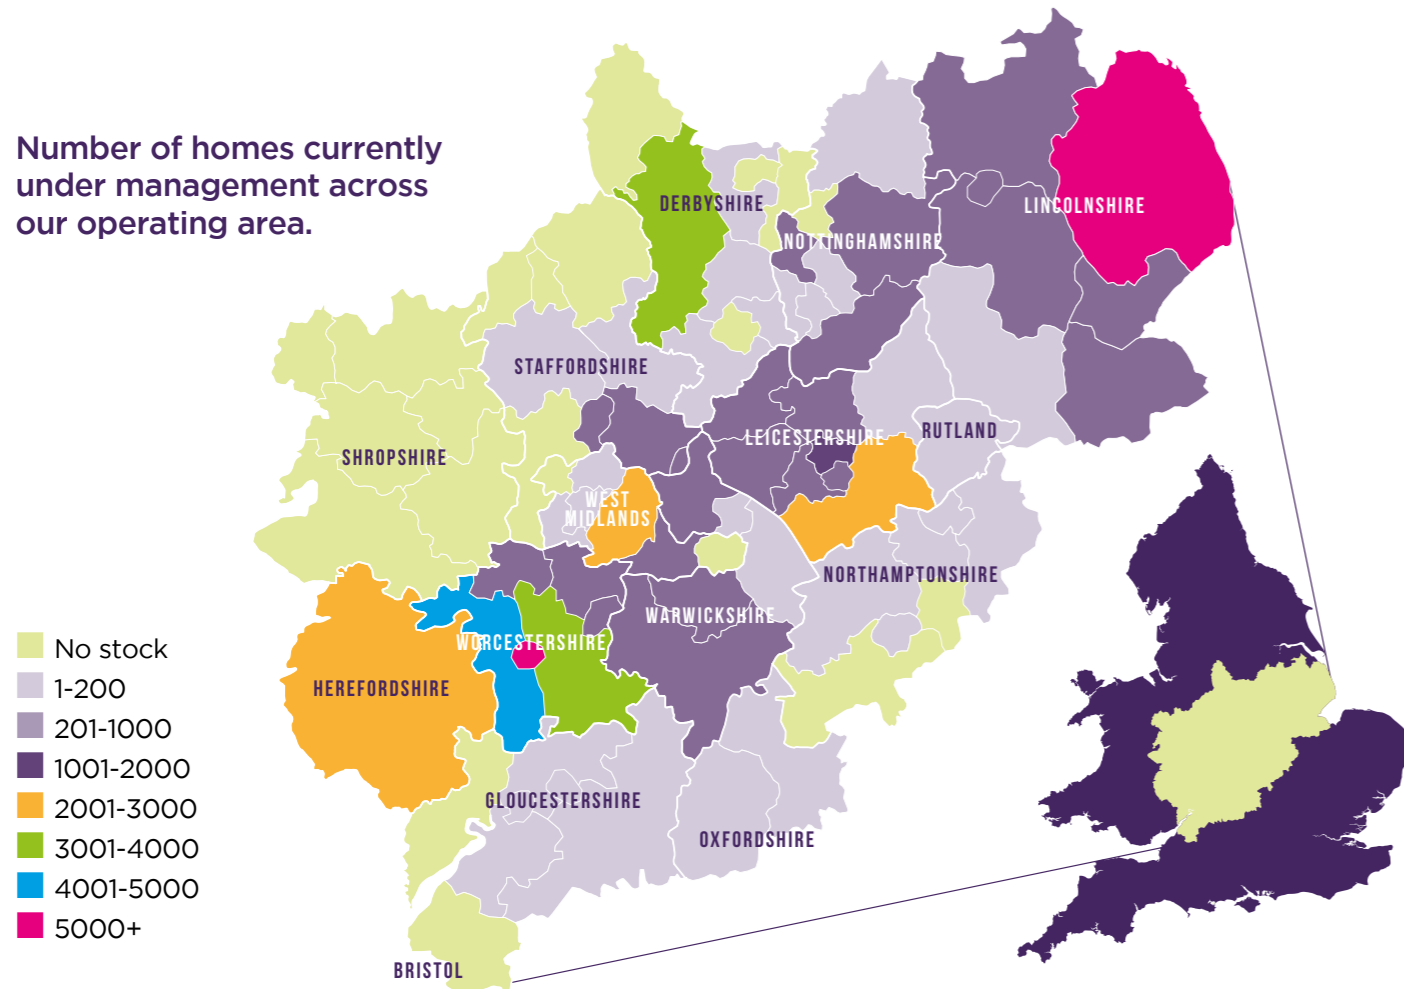 Number of homes currently
under management across
our operating area.
DERBYSHIRE
LINCOLNSHIRE
NOTTINGHAMSHIRE
STAFFORDSHIRE
SHROPSHIRE
LEICESTERSHIRE
RUTLAND
WEST
MIDLANDS
NORTHAMPTONSHIRE
WARWICKSHIRE
WORCESTERSHIRE
HEREFORDSHIRE
GLOUCESTERSHIRE
OXFORDSHIRE
BRISTOL
No stock
1-200
201-1000
1001-2000
2001-3000
3001-4000
4001-5000
5000+